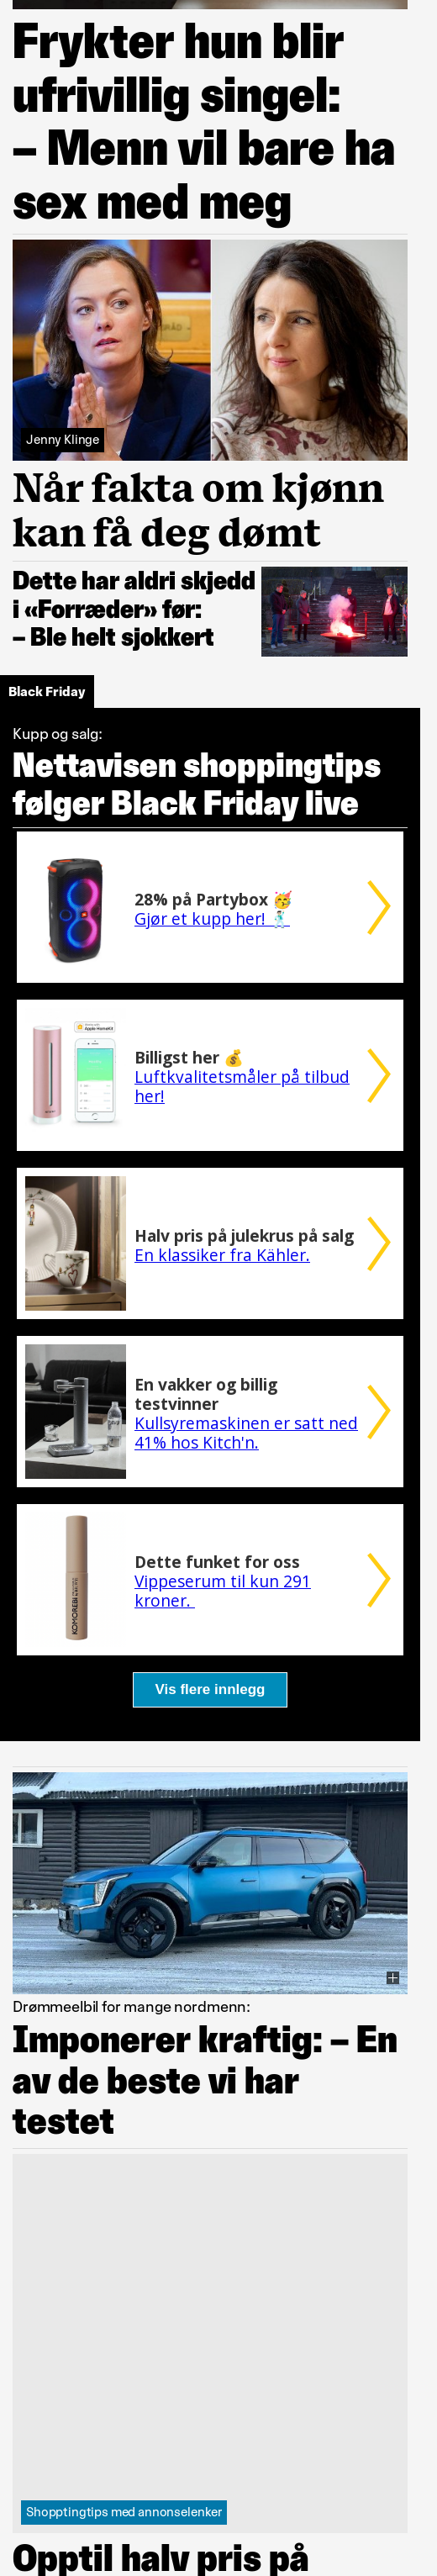 Frykter hun blir
ufrivillig singel:
– Menn vil bare ha
sex med meg
Jenny Klinge
Når fakta om kjønn
kan få deg dømt
Dette har aldri skjedd
i «Forræder» før:
– Ble helt sjokkert
Black Friday
Kupp og salg:
Nettavisen shoppingtips
følger Black Friday live
28% på Partybox 🥳
Gjør et kupp her! 🕺🏻
Billigst her 💰
Luftkvalitetsmåler på tilbud
her!
Halv pris på julekrus på salg
En klassiker fra Kähler.
En vakker og billig
testvinner
Kullsyremaskinen er satt ned
41% hos Kitch'n.
KOMOREBI
Dette funket for oss
Vippeserum til kun 291
kroner.
Vis flere innlegg
Drømmeelbil for mange nordmenn:
Imponerer kraftig: – En
av de beste vi har
testet
Shopptingtips med annonselenker
Opptil halv pris på